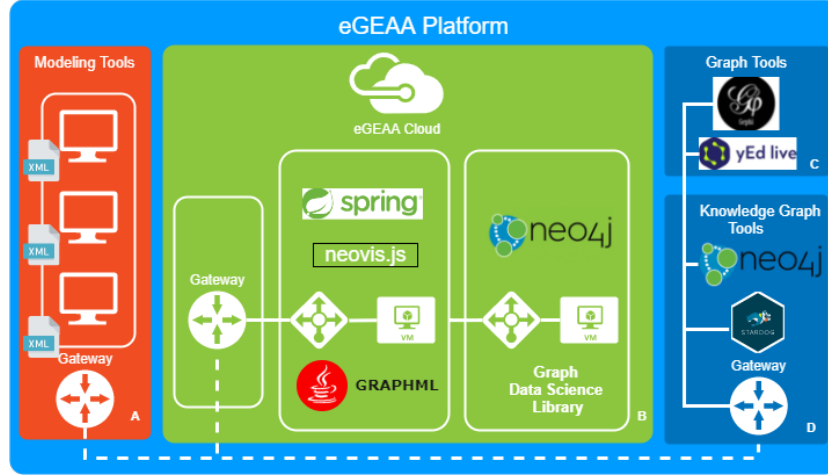 eGEAA Platform
Modeling Tools
XML
XML
XML
Gateway
A
eGEAA Cloud
Gateway
spring
neovis.js
VM
GRAPHML
neo4j
VM
Graph
Data Science
Library
B
Graph Tools
Gephi
yEd live
C
Knowledge Graph
Tools
neo4j
STARDOG
Gateway
D